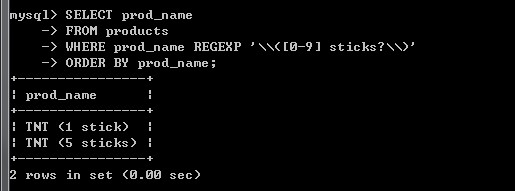 mysql> SELECT prod_name
    -> FROM products
    -> WHERE prod_name REGEXP '\\([0-9] sticks?\\)'
    -> ORDER BY prod_name;
+----------------+
| prod_name      |
+----------------+
| TNT (1 stick)  |
| TNT (5 sticks) |
+----------------+
2 rows in set (0.00 sec)